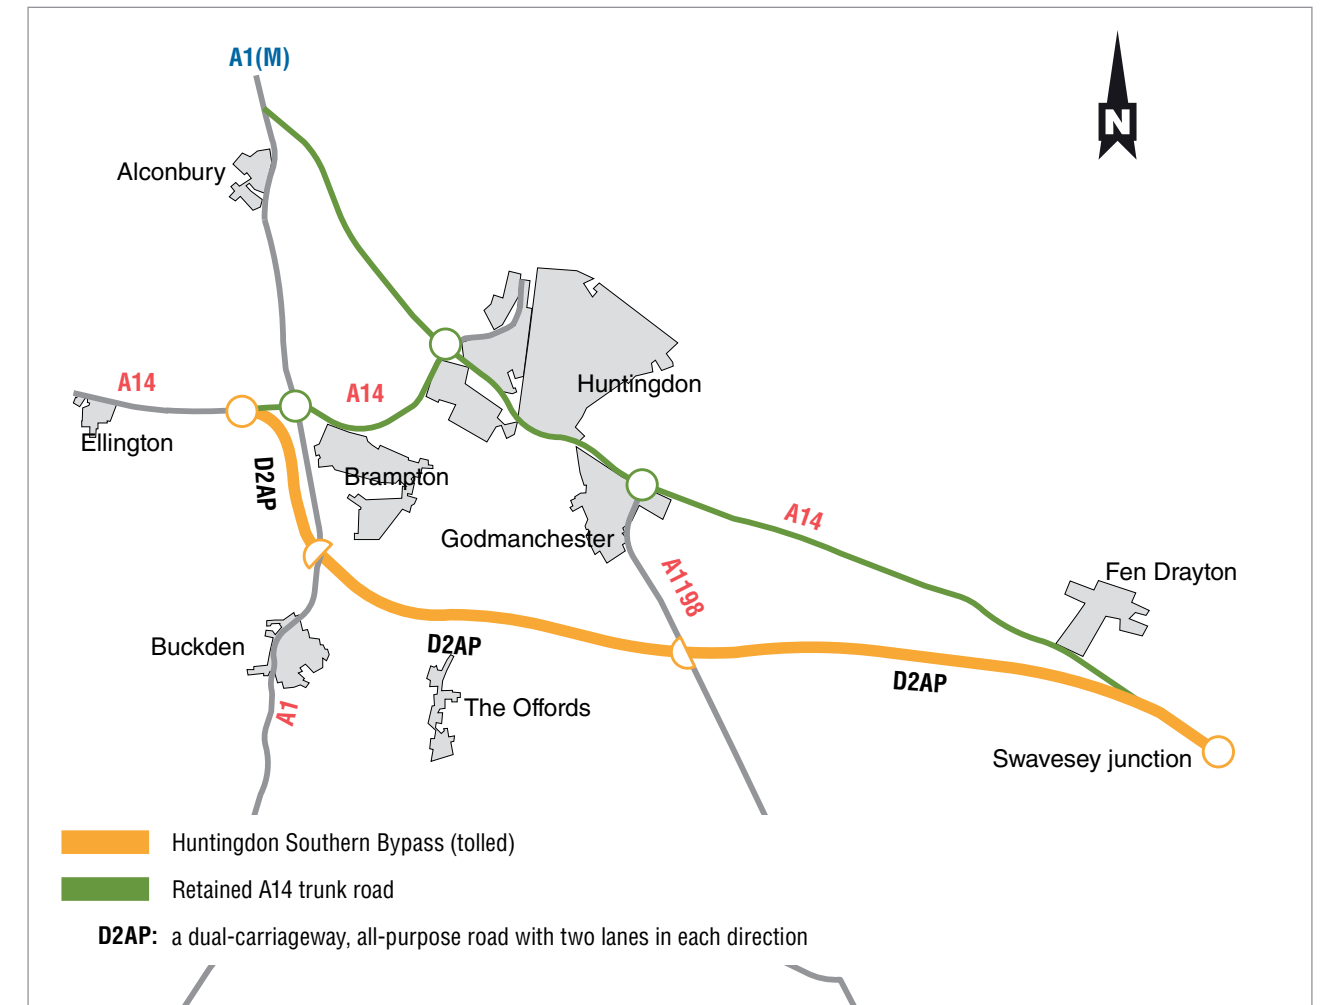 A1(M)
N
Alconbury
A14
A14
Huntingdon
Ellington
D2AP
Brampton
Godmanchester
A14
A1198
Fen Drayton
Buckden
D2AP
D2AP
A1
The Offords
Swavesey junction
Huntingdon Southern Bypass (tolled)
Retained A14 trunk road
D2AP: a dual-carriageway, all-purpose road with two lanes in each direction